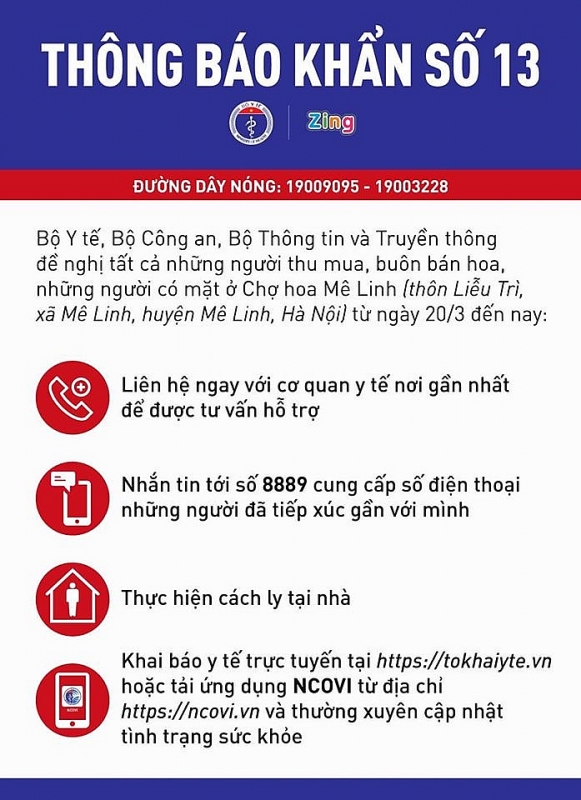 THÔNG BÁO KHẨN SỐ 13
Zing
ĐƯỜNG DÂY NÓNG: 19009095 - 19003228
Bộ Y tế, Bộ Công an, Bộ Thông tin và Truyền thông
đề nghị tất cả những người thu mua, buôn bán hoa,
những người có mặt ở Chợ hoa Mê Linh (thôn Liễu Trì,
xã Mê Linh, huyện Mê Linh, Hà Nội) từ ngày 20/3 đến nay:
Liên hệ ngay với cơ quan y tế nơi gần nhất
để được tư vấn hỗ trợ
Nhắn tin tới số 8889 cung cấp số điện thoại
những người đã tiếp xúc gần với mình
Thực hiện cách ly tại nhà
Khai báo y tế trực tuyến tại https://tokhaiyte.vn
hoặc tải ứng dụng NCOVI từ địa chỉ
https://ncovi.vn và thường xuyên cập nhật
tình trạng sức khỏe